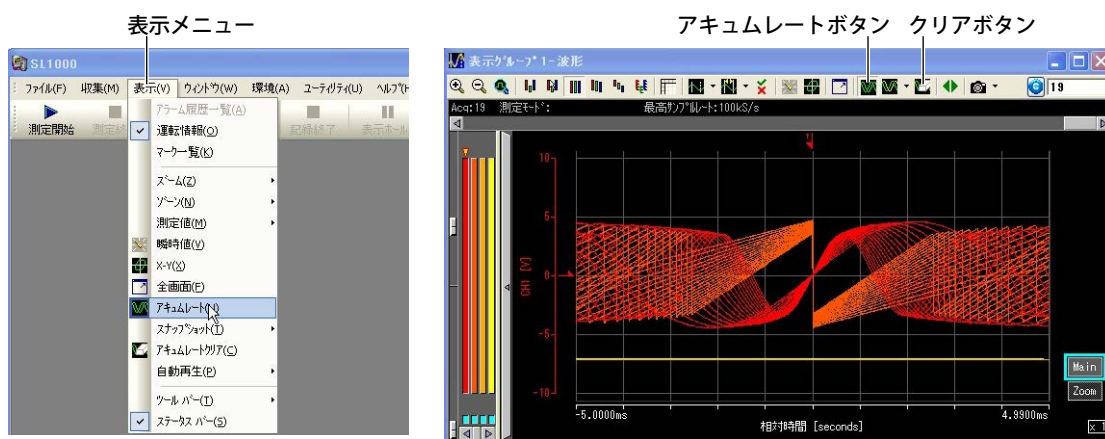 表示メニュー
SL1000
ファイル(F) 収集(M) 表示(V) ウィンドウ(W) 環境(A) ユーティリティ(U) ヘルプ(H
測定開始 測定終 記録終了 表示ホール
アラーム履歴一覧(A)
運転情報(O)
マーク一覧(K)
ズーム(Z)
ゾーン(N)
測定値(M)
瞬時値(V)
X-Y(X)
全画面(F)
アキュムレート(N)
スナップショット(T)
アキュムレートクリア(C)
自動再生(P)
ツール バー(T)
ステータス バー(S)
アキュムレートボタン クリアボタン
表示グループ 1 - 波形
19
Acq:19 測定モード: 最高サンプルレート:100kS/s
10
5
0
-5
-10
CH1 [V]
Main
Zoom
-5.0000ms 4.9900ms
相対時間 [seconds]
x 1